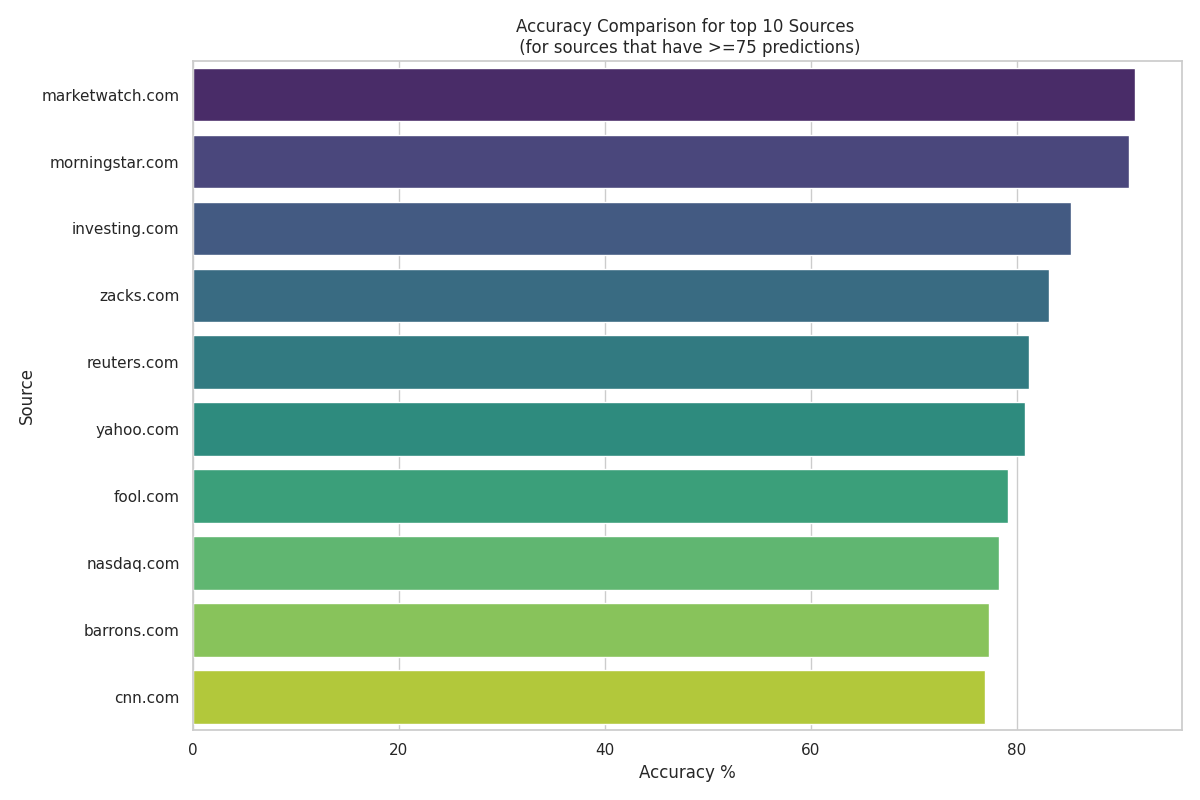 Accuracy Comparison for top 10 Sources
(for sources that have >=75 predictions)
marketwatch.com
morningstar.com
investing.com
zacks.com
reuters.com
yahoo.com
fool.com
nasdaq.com
barrons.com
cnn.com
Source
0 20 40 60 80
Accuracy %